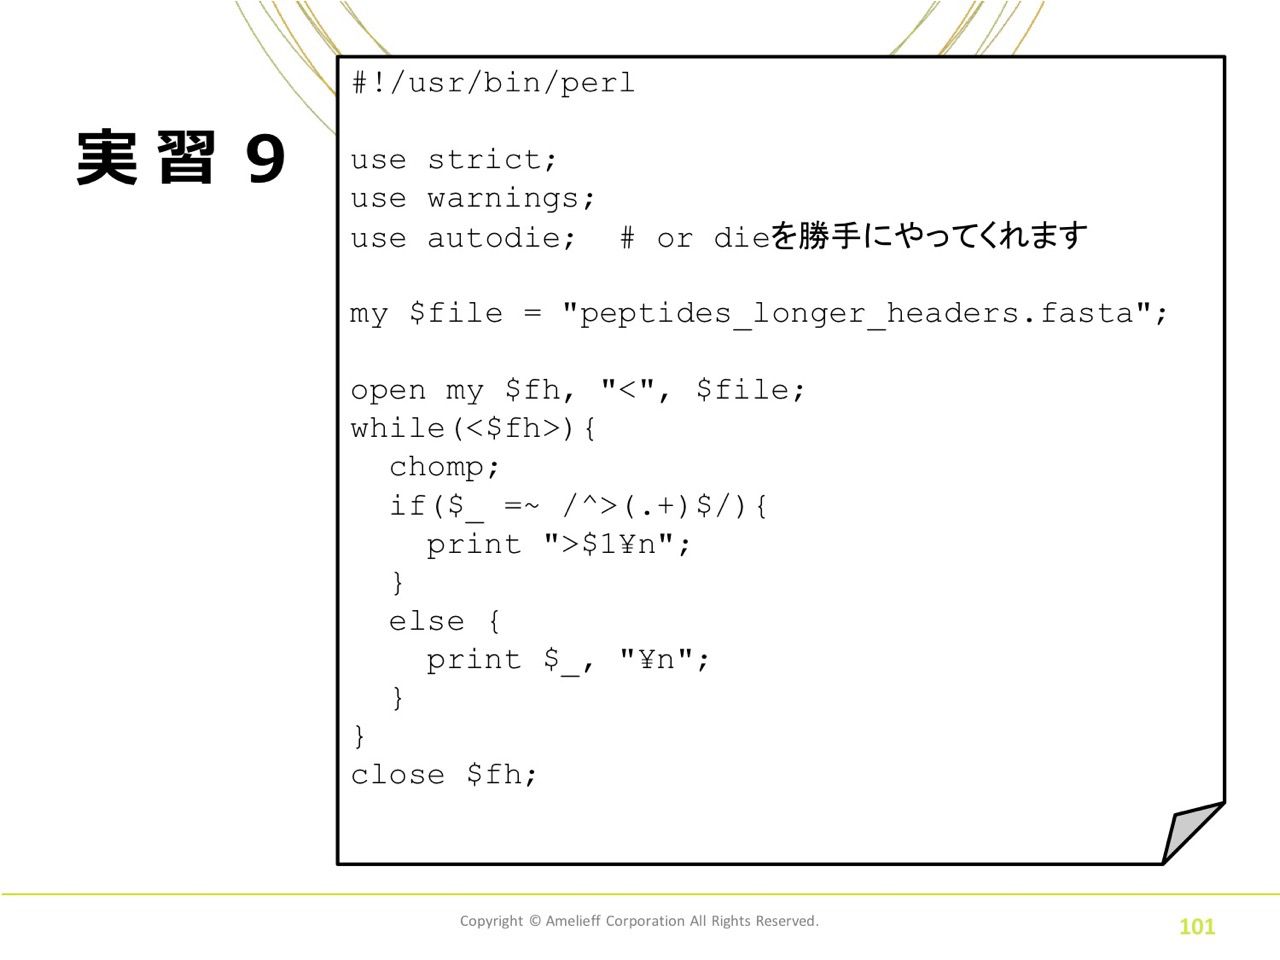 実習 9
#!/usr/bin/perl
use strict;
use warnings;
use autodie;  # or dieを勝手にやってくれます
my $file = "peptides_longer_headers.fasta";
open my $fh, "<", $file;
while(<$fh>){
  chomp;
  if($_ =~ /^>(.+)$/){
    print ">$1¥n";
  }
  else {
    print $_, "¥n";
  }
}
close $fh;
Copyright © Amelieff Corporation All Rights Reserved.
101